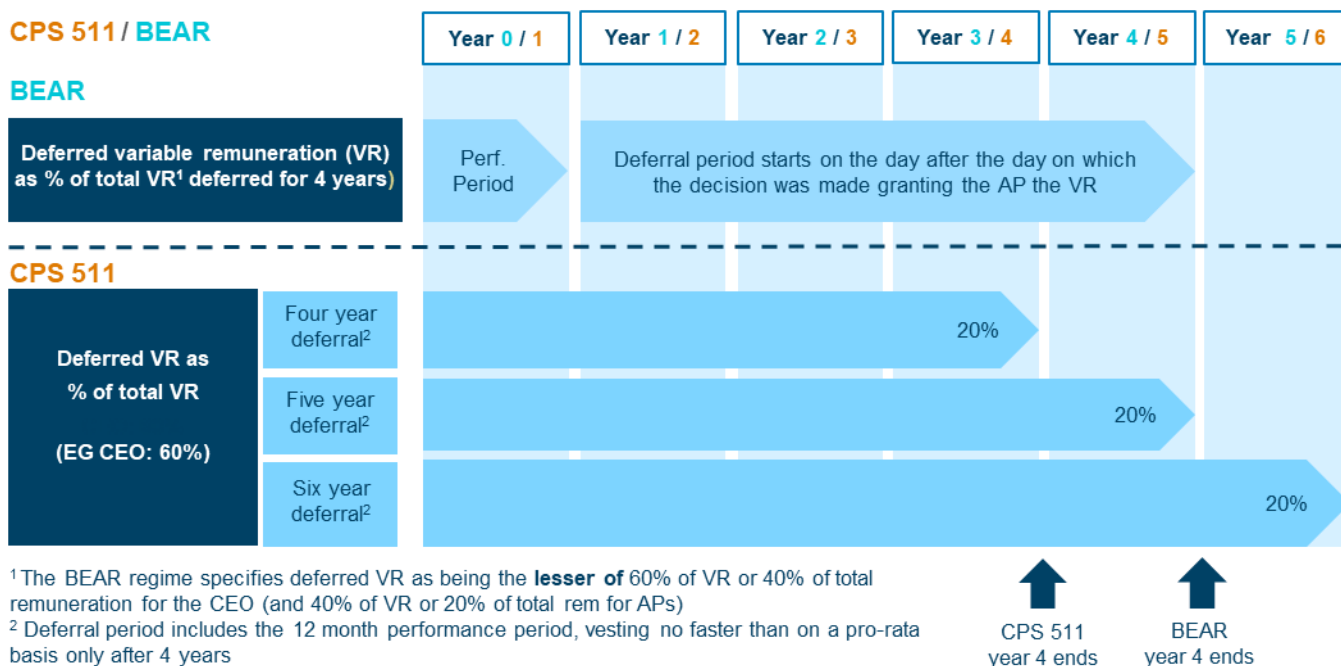 CPS 511 / BEAR
Year 0 / 1
Year 1 / 2
Year 2 / 3
Year 3 / 4
Year 4 / 5
Year 5 / 6
BEAR
Deferred variable remuneration (VR)
as % of total VR¹ deferred for 4 years)
Perf.
Period
Deferral period starts on the day after the day on which
the decision was made granting the AP the VR
CPS 511
Deferred VR as
% of total VR
(EG CEO: 60%)
Four year
deferral²
20%
Five year
deferral²
20%
Six year
deferral²
20%
¹ The BEAR regime specifies deferred VR as being the lesser of 60% of VR or 40% of total
remuneration for the CEO (and 40% of VR or 20% of total rem for APs)
² Deferral period includes the 12 month performance period, vesting no faster than on a pro-rata
basis only after 4 years
CPS 511
year 4 ends
BEAR
year 4 ends